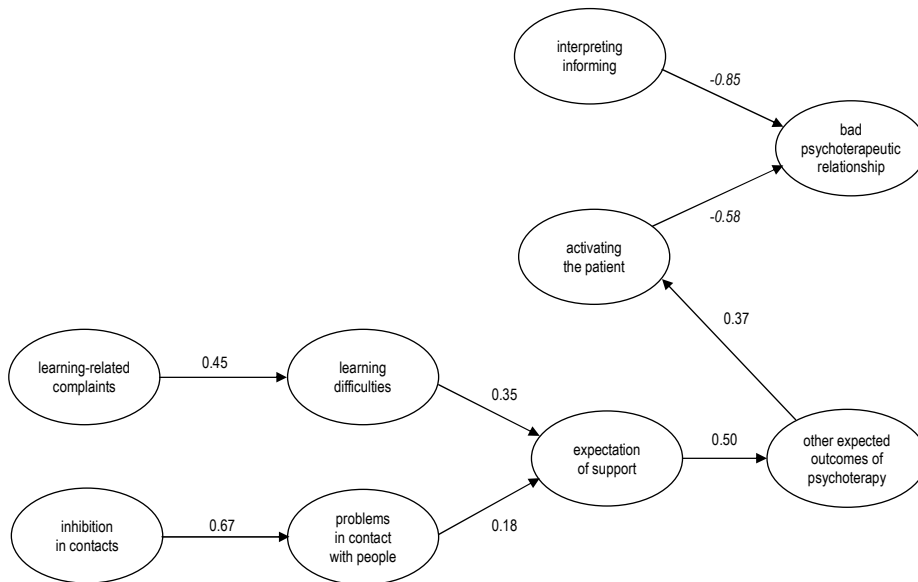 interpreting
informing
-0.85
bad
psychoterapeutic
relationship
-0.58
activating
the patient
0.37
learning-related
complaints
0.45
learning
difficulties
0.35
expectation
of support
0.50
other expected
outcomes of
psychoterapy
inhibition
in contacts
0.67
problems
in contact
with people
0.18